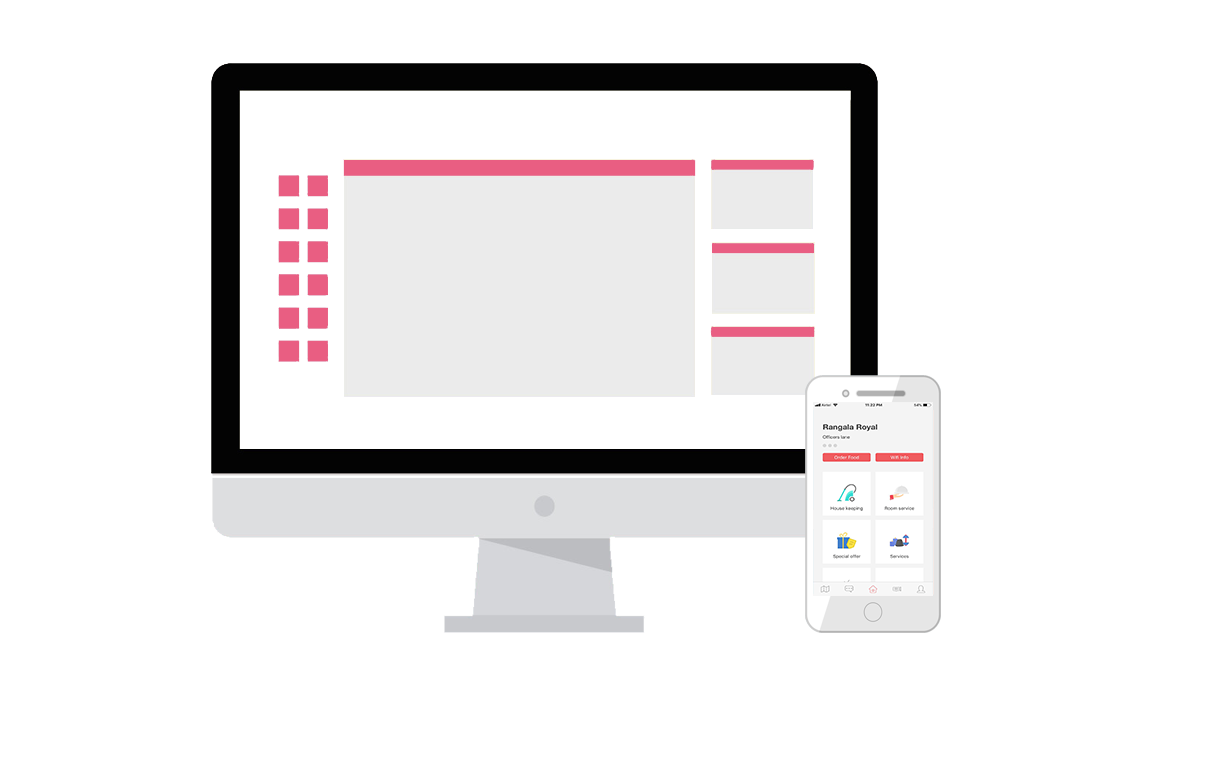 Airtel 11:22 PM 54%
Rangala Royal
Officers lane
Order Food Wifi Info
House keeping Room service
Special offer Services